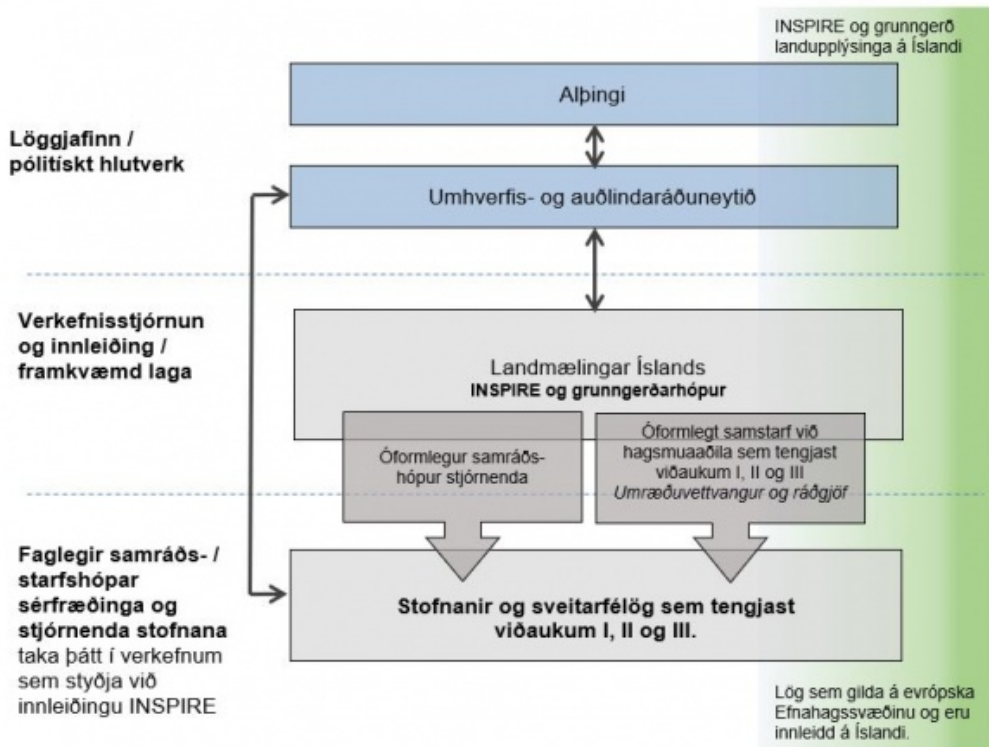 INSPIRE og grunngerð
landupplýsinga á Íslandi
Alþingi
Löggjafinn /
pólitískt hlutverk
Umhverfis- og auðlindaráðuneytið
Verkefnisstjórnun
og innleiðing /
framkvæmd laga
Landmælingar Íslands
INSPIRE og grunngerðarhópur
Óformlegur samráðs-
hópur stjórnenda
Óformlegt samstarf við
hagsmuaaðila sem tengjast
viðaukum I, II og III
Umræðuvettvangur og ráðgjöf
Faglegir samráðs- /
starfshópar
sérfræðinga og
stjórnenda stofnana
taka þátt í verkefnum
sem styðja við
innleiðingu INSPIRE
Stofnanir og sveitarfélög sem tengjast
viðaukum I, II og III.
Lög sem gilda á evrópska
Efnahagssvæðinu og eru
innleidd á Íslandi.